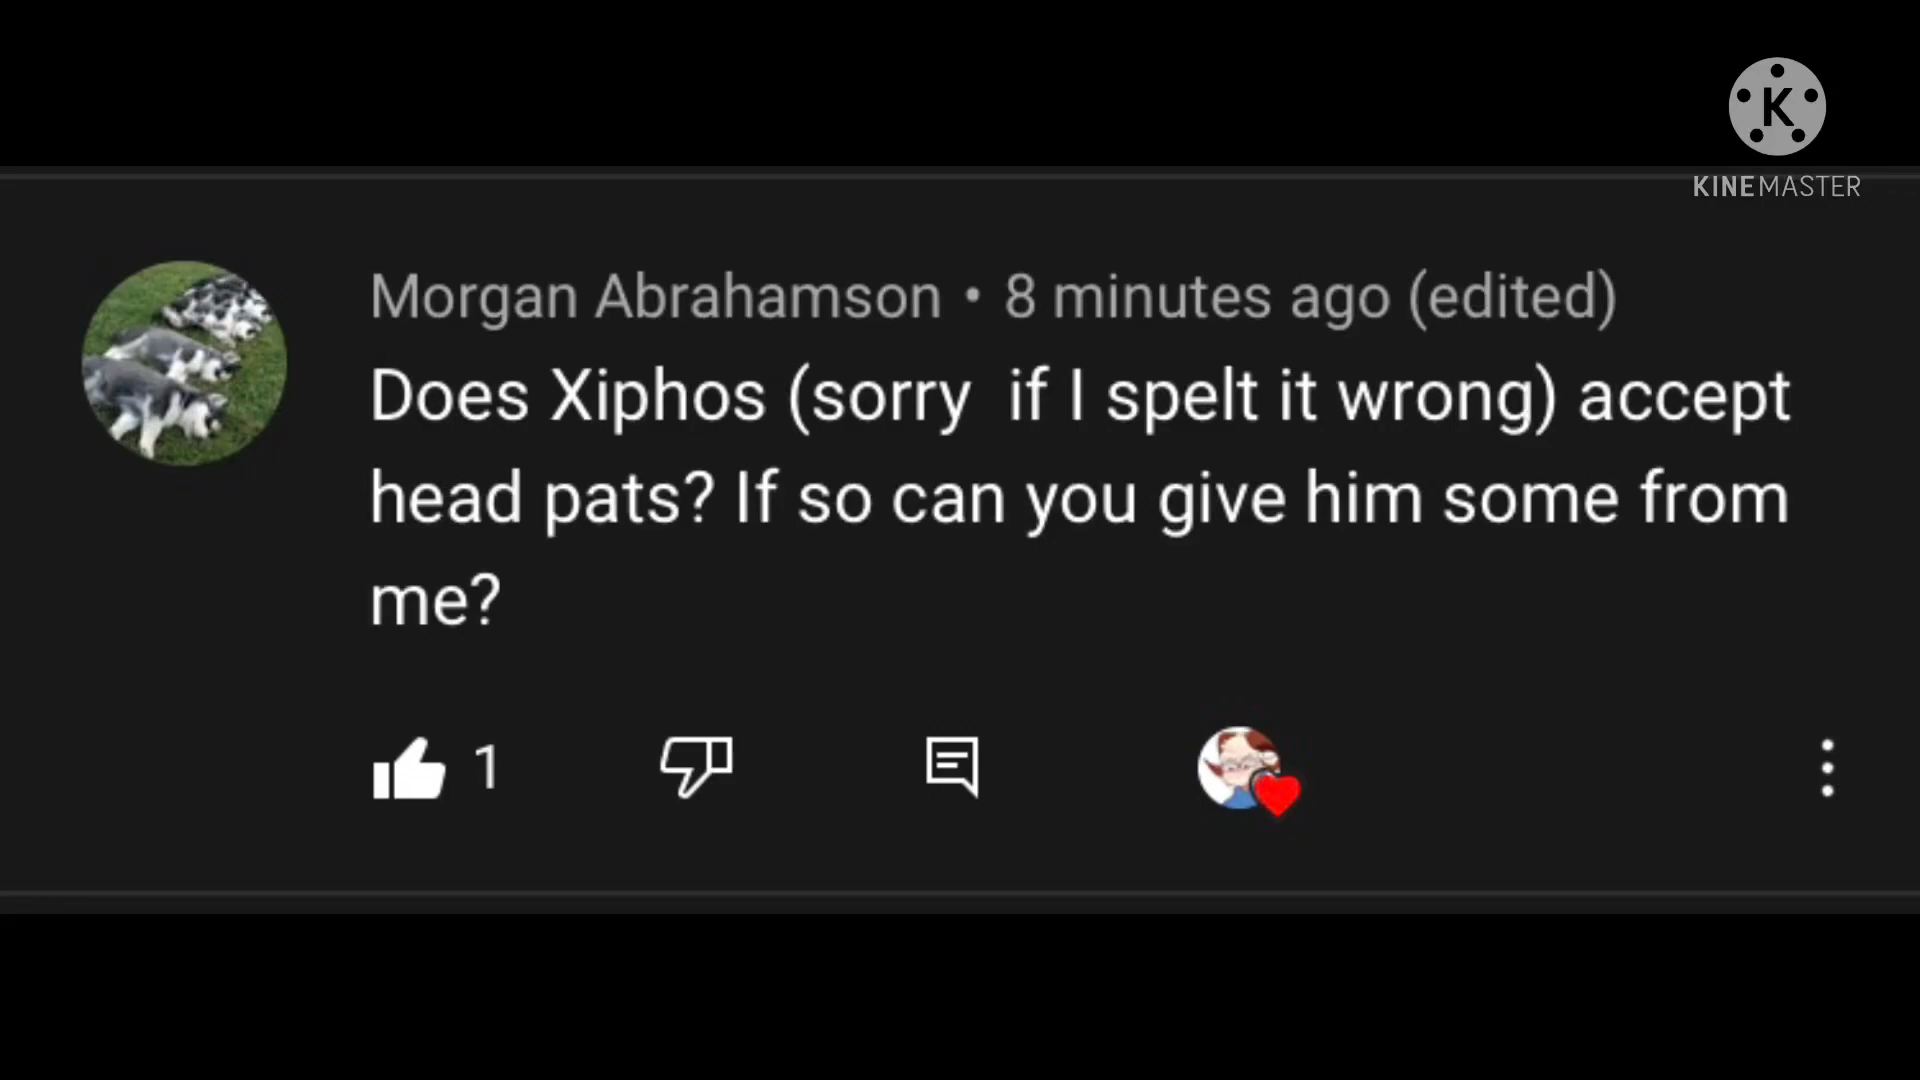 K
KINEMASTER
Morgan Abrahamson • 8 minutes ago (edited)
Does Xiphos (sorry  if I spelt it wrong) accept
head pats? If so can you give him some from
me?
1